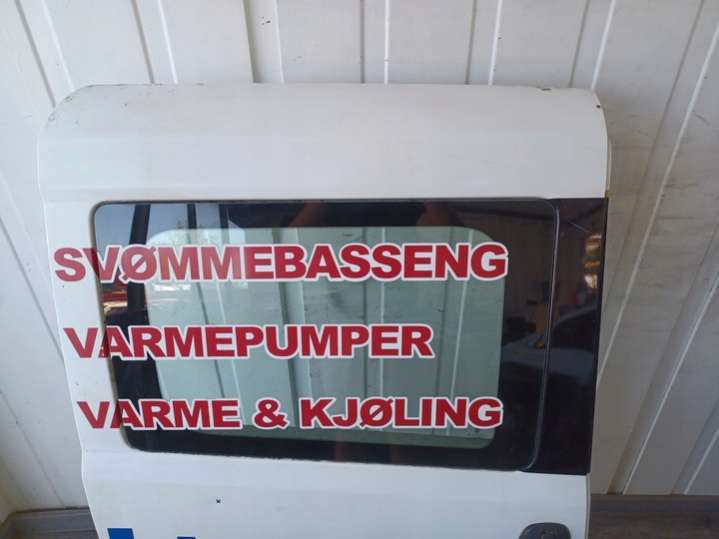 SVØMMEBASSENG
VARMEPUMPER
VARME & KJØLING